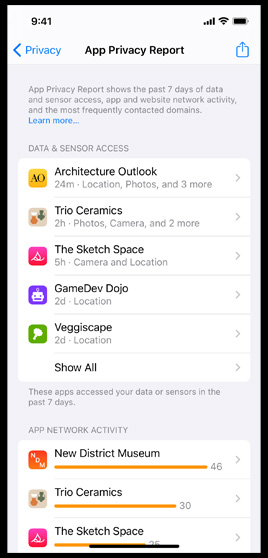 9:41
Privacy
App Privacy Report
App Privacy Report shows the past 7 days of data
and sensor access, app and website network activity,
and the most frequently contacted domains.
Learn more...
DATA & SENSOR ACCESS
AO
Architecture Outlook
24m · Location, Photos, and 3 more
Trio Ceramics
2h · Photos, Camera, and 2 more
The Sketch Space
5h · Camera and Location
GameDev Dojo
2d · Location
Veggiscape
2d · Location
Show All
These apps accessed your data or sensors in the
past 7 days.
APP NETWORK ACTIVITY
NDM
New District Museum
46
Trio Ceramics
30
The Sketch Space
25